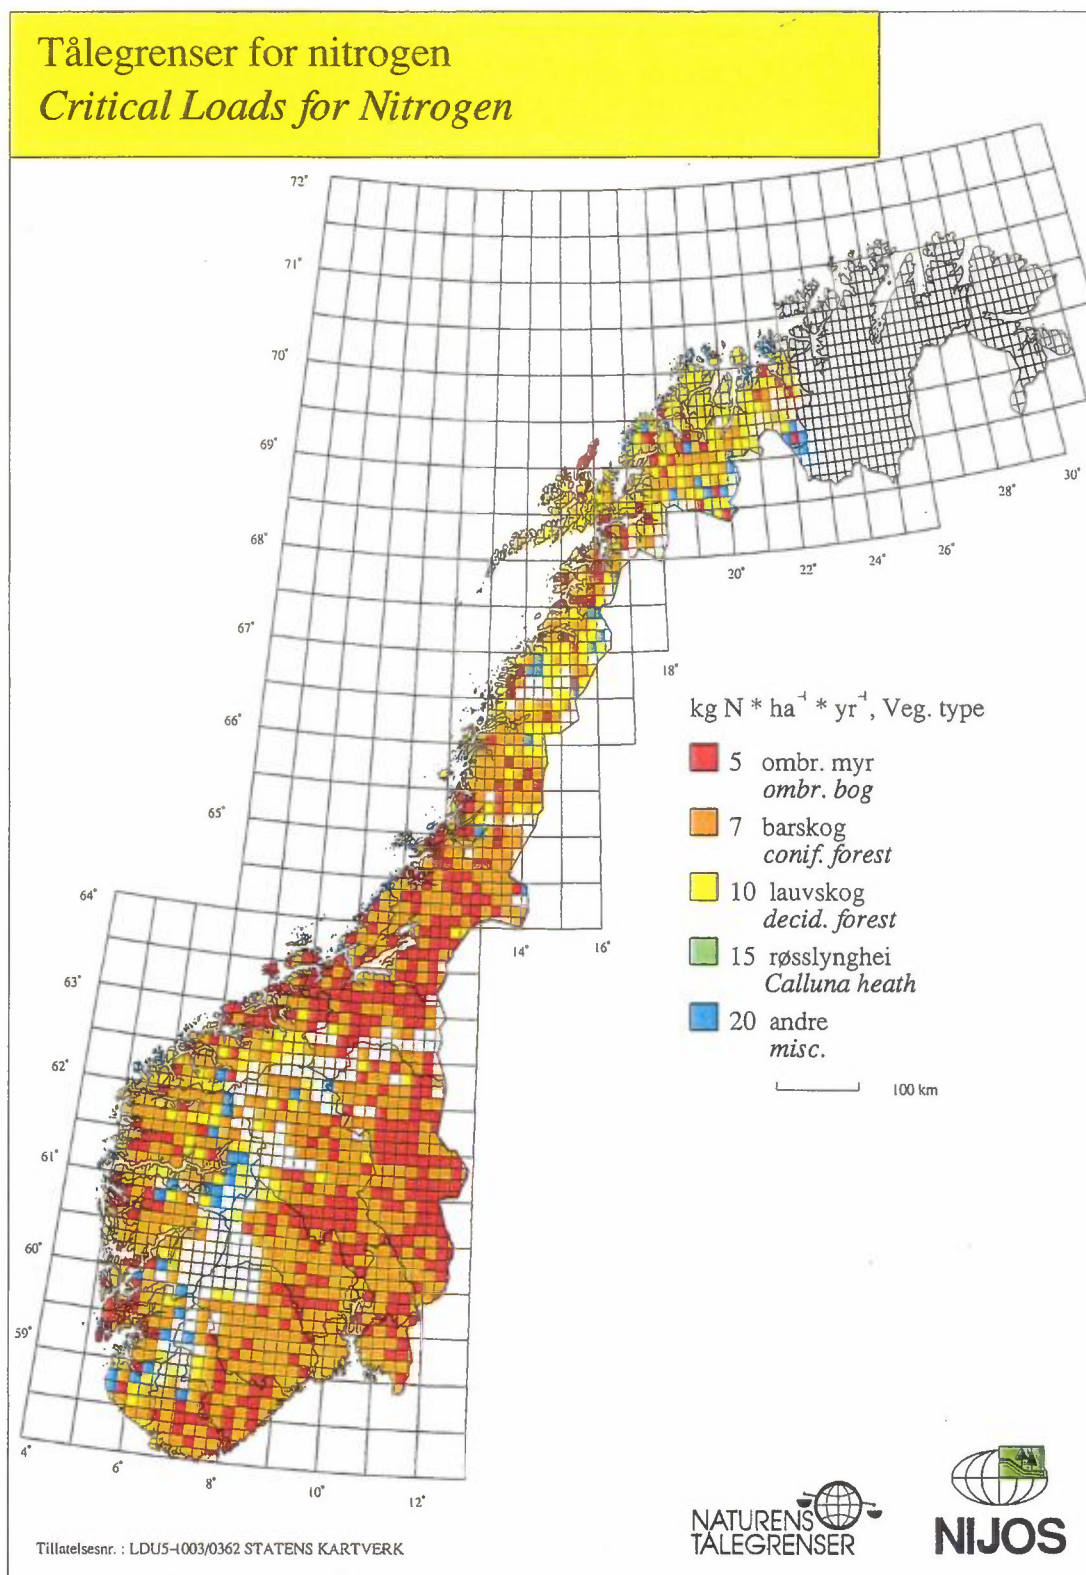 Tålegrenser for nitrogen
Critical Loads for Nitrogen
72°
71°
70°
69°
68°
67°
66°
65°
64°
63°
62°
61°
60°
59°
4°
6°
8°
10°
12°
14°
16°
18°
20°
22°
24°
26°
28°
30°
kg N * ha⁻¹ * yr⁻¹, Veg. type
5 ombr. myr
ombr. bog
7 barskog
conif. forest
10 lauvskog
decid. forest
15 røsslynghei
Calluna heath
20 andre
misc.
100 km
NATURENS
TÅLEGRENSER
NIJOS
Tillatelsesnr. : LDU5-1003/0362 STATENS KARTVERK